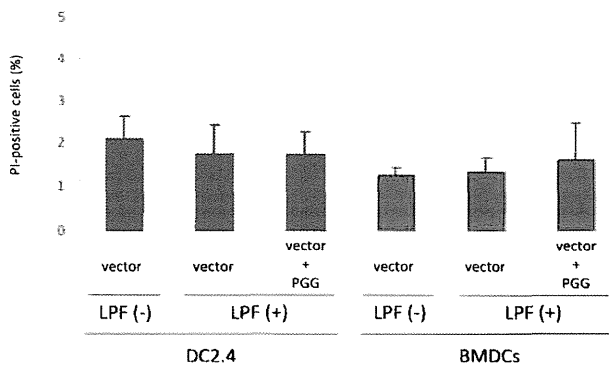 PI-positive cells (%)
5
4
3
2
1
0
vector
vector
vector
+
PGG
vector
vector
vector
+
PGG
LPF (-)
LPF (+)
LPF (-)
LPF (+)
DC2.4
BMDCs